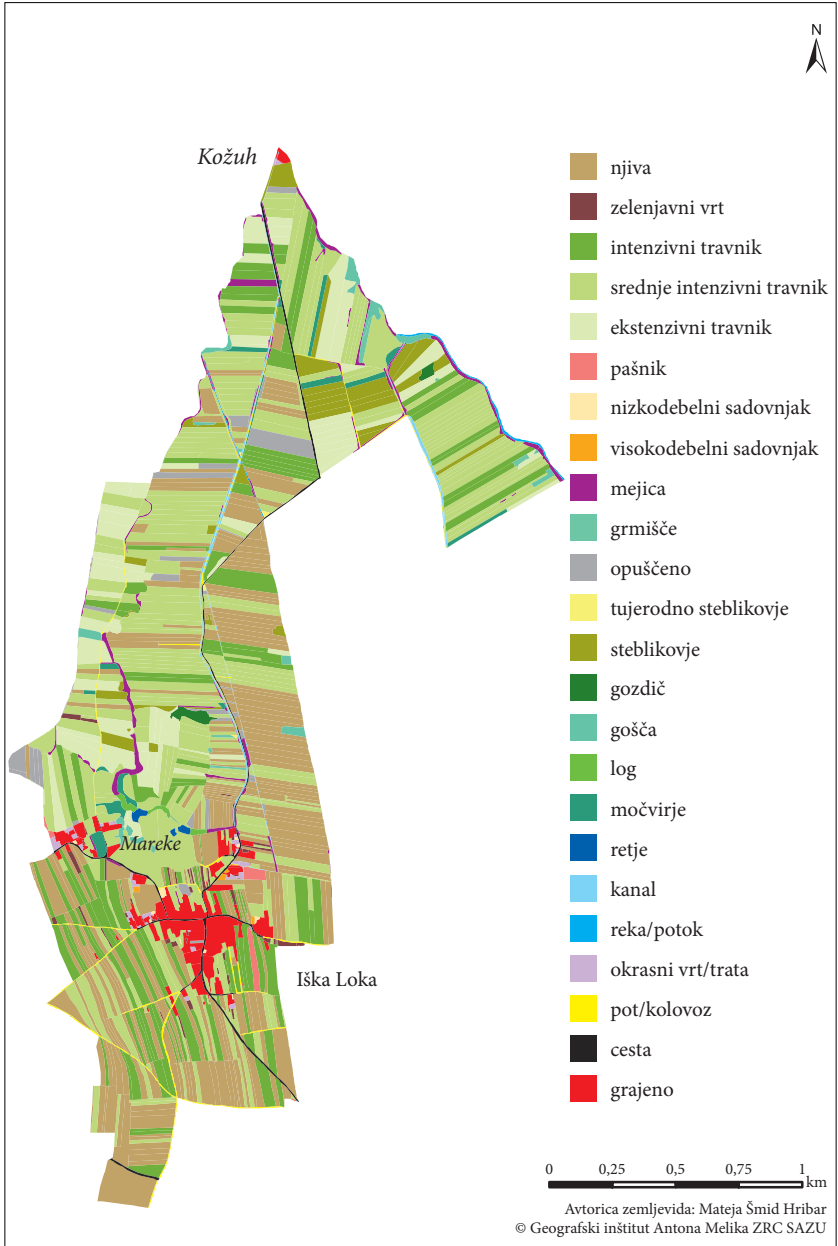 N
Kožuh
njiva
zelenjavni vrt
intenzivni travnik
srednje intenzivni travnik
ekstenzivni travnik
pašnik
nizkodebelni sadovnjak
visokodebelni sadovnjak
mejica
grmišče
opuščeno
tujerodno steblikovje
steblikovje
gozdič
gošča
log
močvirje
retje
kanal
reka/potok
okrasni vrt/trata
pot/kolovoz
cesta
grajeno
Mareke
Iška Loka
0 0,25 0,5 0,75 1
km
Avtorica zemljevida: Mateja Šmid Hribar
© Geografski inštitut Antona Melika ZRC SAZU